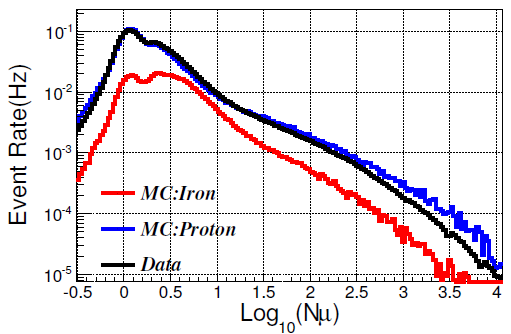 Event Rate(Hz)
10^-1
10^-2
10^-3
10^-4
10^-5
MC:Iron
MC:Proton
Data
-0.5 0 0.5 1 1.5 2 2.5 3 3.5 4
Log_10(Nμ)